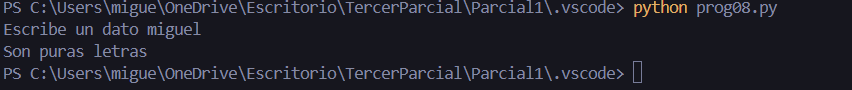 PS C:\Users\migue\OneDrive\Escritorio\TercerParcial\Parcial1\.vscode> python prog08.py
Escribe un dato miguel
Son puras letras
PS C:\Users\migue\OneDrive\Escritorio\TercerParcial\Parcial1\.vscode>